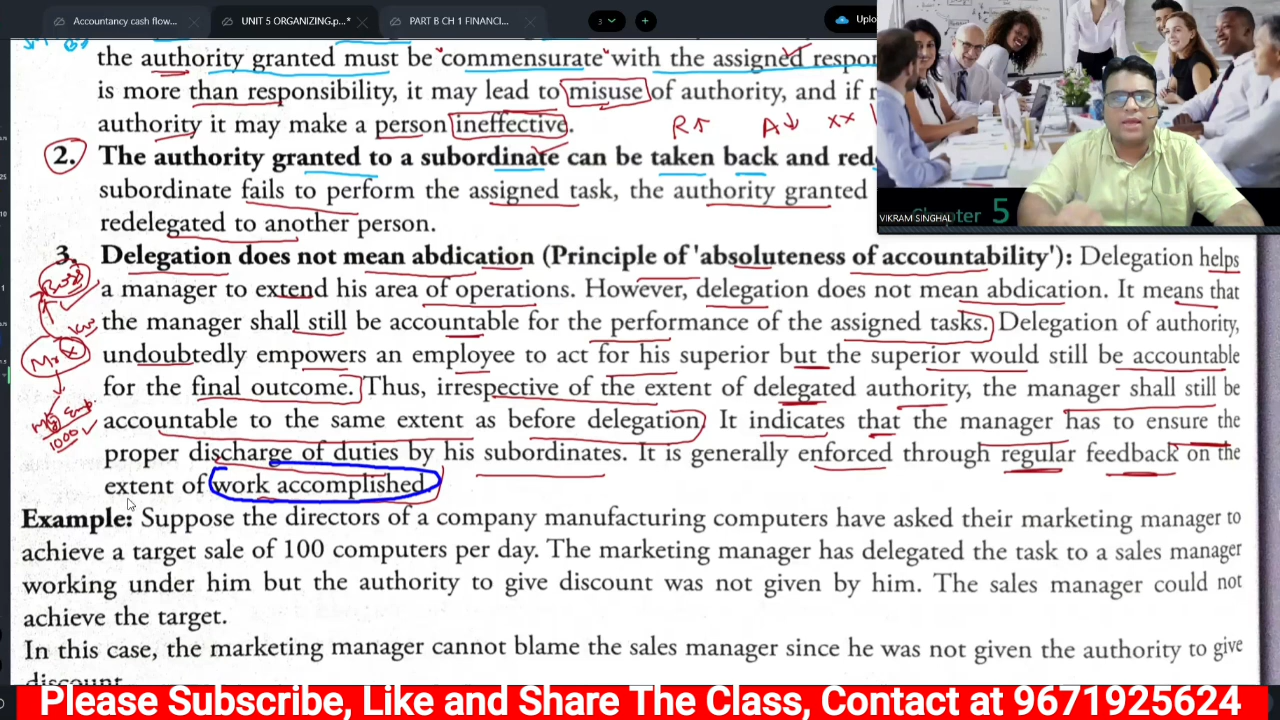 Accountancy cash flow...
UNIT 5 ORGANIZING.p...*
PART B CH 1 FINANCI...
3
Uplo
the authority granted must be "commensurate" with the assigned respor
is more than responsibility, it may lead to misuse of authority, and if r
authority it may make a person ineffective.
R↑ A↓ xx
2. The authority granted to a subordinate can be taken back and rede
subordinate fails to perform the assigned task, the authority granted
redelegated to another person.
VIKRAM SINGHAL
pter 5
3. Delegation does not mean abdication (Principle of 'absoluteness of accountability'): Delegation helps
a manager to extend his area of operations. However, delegation does not mean abdication. It means that
the manager shall still be accountable for the performance of the assigned tasks. Delegation of authority,
undoubtedly empowers an employee to act for his superior but the superior would still be accountable
for the final outcome. Thus, irrespective of the extent of delegated authority, the manager shall still be
accountable to the same extent as before delegation. It indicates that the manager has to ensure the
proper discharge of duties by his subordinates. It is generally enforced through regular feedback on the
extent of work accomplished.
1000
Example: Suppose the directors of a company manufacturing computers have asked their marketing manager to
achieve a target sale of 100 computers per day. The marketing manager has delegated the task to a sales manager
working under him but the authority to give discount was not given by him. The sales manager could not
achieve the target.
In this case, the marketing manager cannot blame the sales manager since he was not given the authority to give
discount.
Please Subscribe, Like and Share The Class, Contact at 9671925624